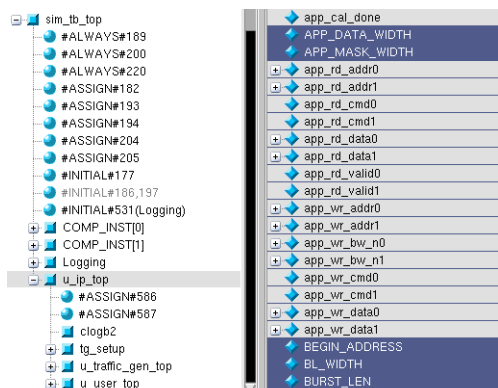 sim_tb_top
#ALWAYS#189
#ALWAYS#200
#ALWAYS#220
#ASSIGN#182
#ASSIGN#193
#ASSIGN#194
#ASSIGN#204
#ASSIGN#205
#INITIAL#177
#INITIAL#186,197
#INITIAL#531(Logging)
COMP_INST[0]
COMP_INST[1]
Logging
u_ip_top
#ASSIGN#586
#ASSIGN#587
clogb2
tg_setup
u_traffic_gen_top
u_user_top
app_cal_done
APP_DATA_WIDTH
APP_MASK_WIDTH
app_rd_addr0
app_rd_addr1
app_rd_cmd0
app_rd_cmd1
app_rd_data0
app_rd_data1
app_rd_valid0
app_rd_valid1
app_wr_addr0
app_wr_addr1
app_wr_bw_n0
app_wr_bw_n1
app_wr_cmd0
app_wr_cmd1
app_wr_data0
app_wr_data1
BEGIN_ADDRESS
BL_WIDTH
BURST_LEN